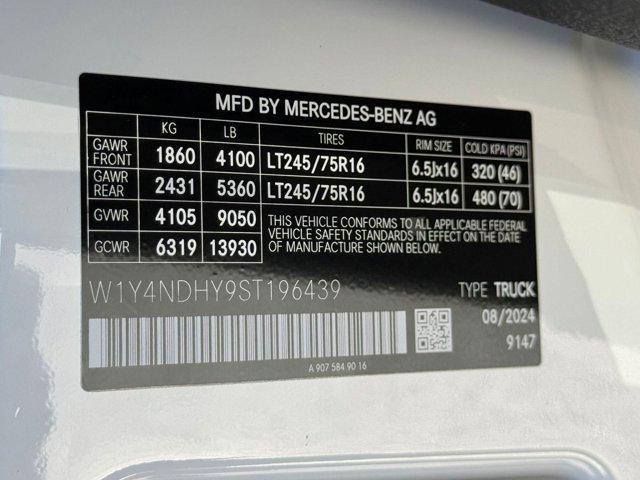 MFD BY MERCEDES-BENZ AG
KG LB TIRES RIM SIZE COLD KPA (PSI)
GAWR FRONT 1860 4100 LT245/75R16 6.5Jx16 320 (46)
GAWR REAR 2431 5360 LT245/75R16 6.5Jx16 480 (70)
GVWR 4105 9050
GCWR 6319 13930
THIS VEHICLE CONFORMS TO ALL APPLICABLE FEDERAL
VEHICLE SAFETY STANDARDS IN EFFECT ON THE DATE
OF MANUFACTURE SHOWN BELOW.
W1Y4NDHY9ST196439 TYPE TRUCK
08/2024
9147
A 907 584 90 16